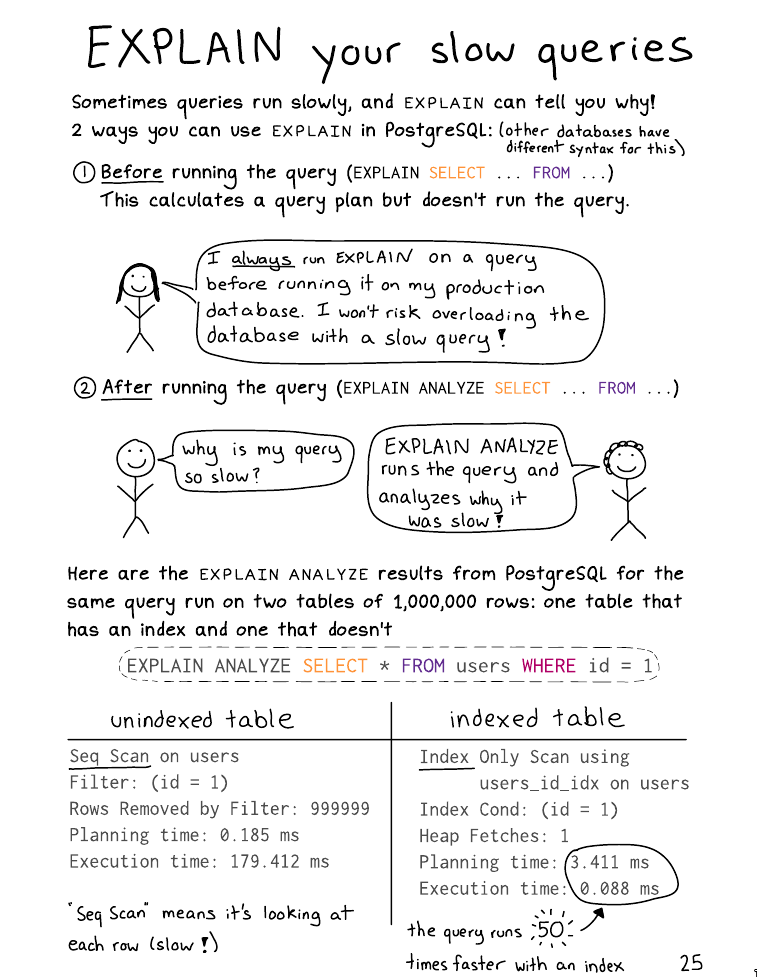 EXPLAIN your slow queries
Sometimes queries run slowly, and EXPLAIN can tell you why!
2 ways you can use EXPLAIN in PostgreSQL: (other databases have
different syntax for this)
① Before running the query (EXPLAIN SELECT ... FROM ...)
This calculates a query plan but doesn't run the query.
I always run EXPLAIN on a query
before running it on my production
database. I won't risk overloading the
database with a slow query!
② After running the query (EXPLAIN ANALYZE SELECT ... FROM ...)
why is my query
so slow?
EXPLAIN ANALYZE
runs the query and
analyzes why it
was slow!
Here are the EXPLAIN ANALYZE results from PostgreSQL for the
same query run on two tables of 1,000,000 rows: one table that
has an index and one that doesn't
EXPLAIN ANALYZE SELECT * FROM users WHERE id = 1
unindexed table
Seq Scan on users
Filter: (id = 1)
Rows Removed by Filter: 999999
Planning time: 0.185 ms
Execution time: 179.412 ms
"Seq Scan" means it's looking at
each row (slow!)
indexed table
Index Only Scan using
users_id_idx on users
Index Cond: (id = 1)
Heap Fetches: 1
Planning time: 3.411 ms
Execution time: 0.088 ms
the query runs 50
times faster with an index
25